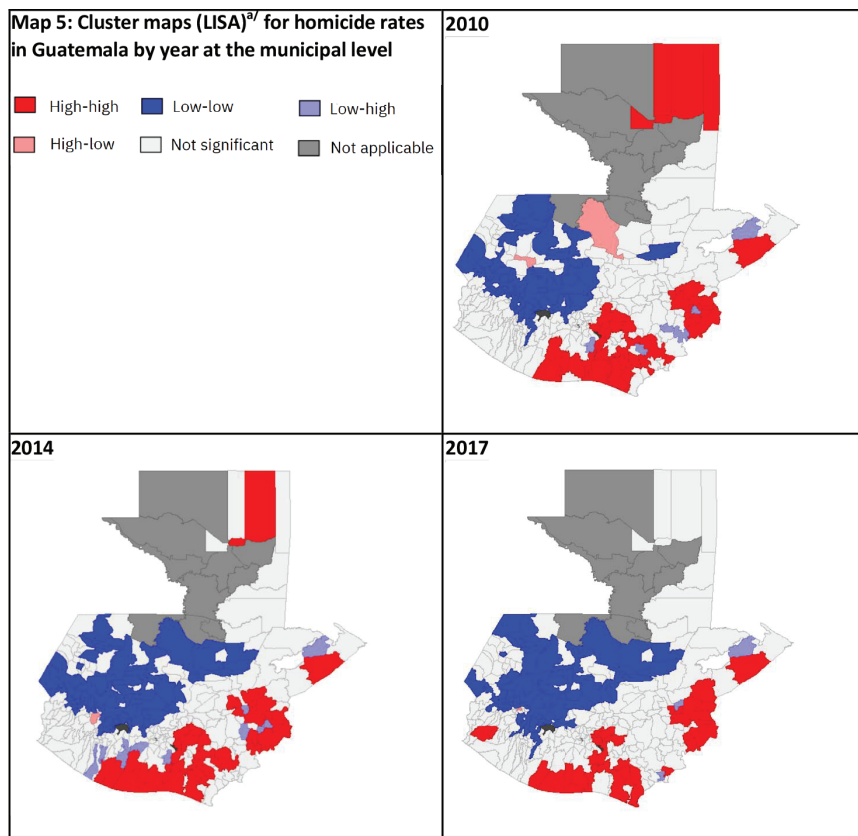 Map 5: Cluster maps (LISA)a/ for homicide rates
in Guatemala by year at the municipal level
High-high
Low-low
Low-high
High-low
Not significant
Not applicable
2010
2014
2017